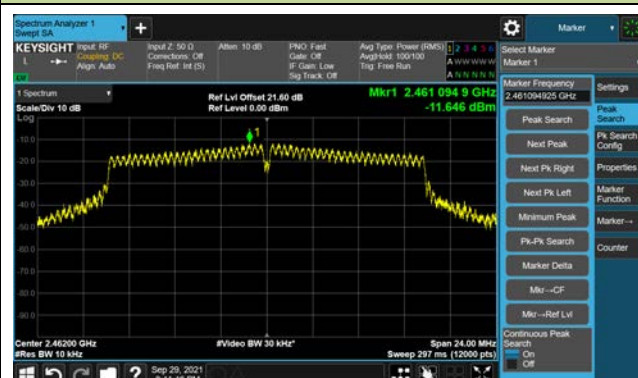 Spectrum Analyzer 1
Swept SA
Marker
KEYSIGHT
Input: RF
Coupling: DC
Align: Auto
Input Z: 50 Ω
Corrections: Off
Freq Ref: Int (S)
Atten: 10 dB
PNO: Fast
Gate: Off
IF Gain: Low
Sig Track: Off
Avg Type: Power (RMS)
Avg|Hold: 100/100
Trig: Free Run
1 2 3 4 5 6
A W W W W W
A N N N N N
Select Marker
Marker 1
1 Spectrum
Scale/Div 10 dB
Log
Ref Lvl Offset 21.60 dB
Ref Level 0.00 dBm
Mkr1 2.461 094 9 GHz
-11.646 dBm
1
-10.0
-20.0
-30.0
-40.0
-50.0
-60.0
-70.0
-80.0
-90.0
Center 2.46200 GHz
#Res BW 10 kHz
#Video BW 30 kHz*
Span 24.00 MHz
Sweep 297 ms (12000 pts)
Marker Frequency
2.461094925 GHz
Peak Search
Next Peak
Next Pk Right
Next Pk Left
Minimum Peak
Pk-Pk Search
Marker Delta
Mkr→CF
Mkr→Ref Lvl
Continuous Peak
Search
On
Off
Settings
Peak
Search
Pk Search
Config
Properties
Marker
Function
Marker→
Counter
Sep 29, 2021